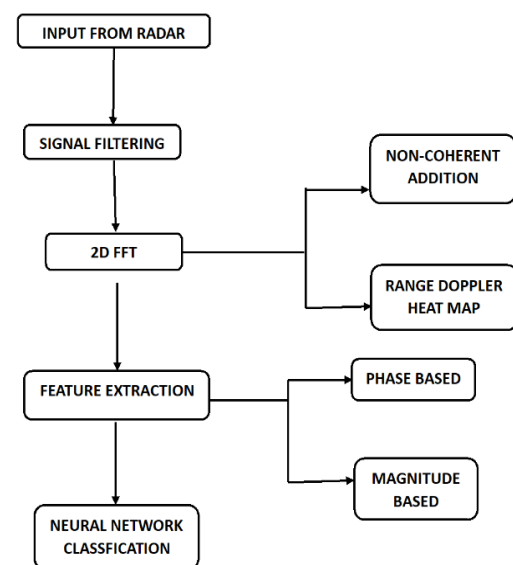 INPUT FROM RADAR
SIGNAL FILTERING
NON-COHERENT
ADDITION
2D FFT
RANGE DOPPLER
HEAT MAP
FEATURE EXTRACTION
PHASE BASED
MAGNITUDE
BASED
NEURAL NETWORK
CLASSFICATION